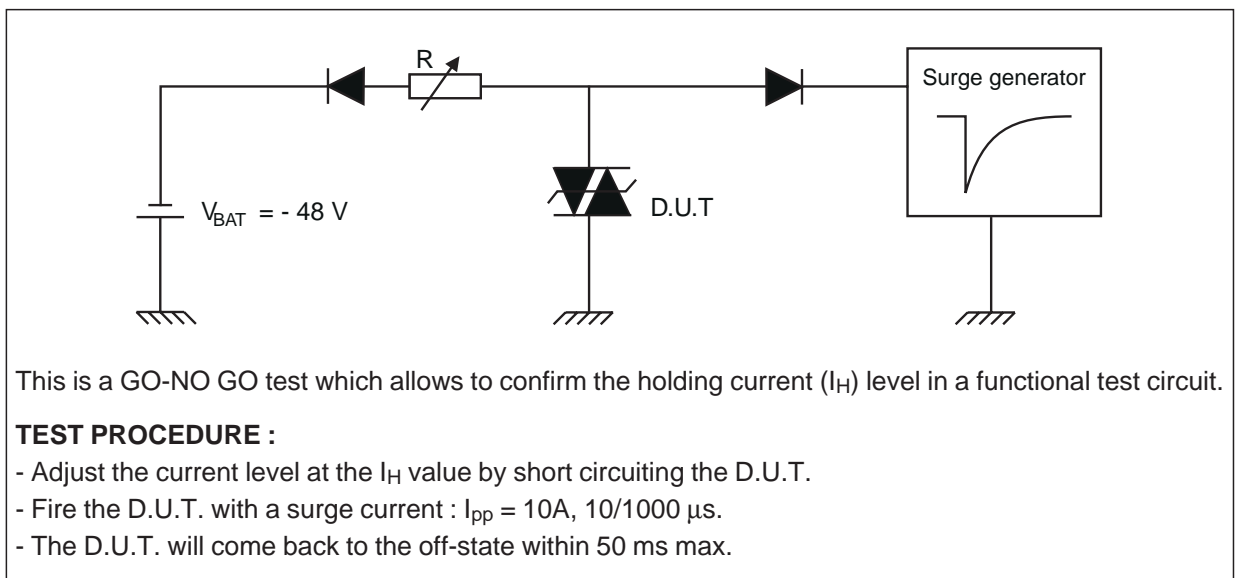 R
Surge generator
V_BAT = - 48 V
D.U.T
This is a GO-NO GO test which allows to confirm the holding current (I_H) level in a functional test circuit.
TEST PROCEDURE :
- Adjust the current level at the I_H value by short circuiting the D.U.T.
- Fire the D.U.T. with a surge current : I_pp = 10A, 10/1000 μs.
- The D.U.T. will come back to the off-state within 50 ms max.